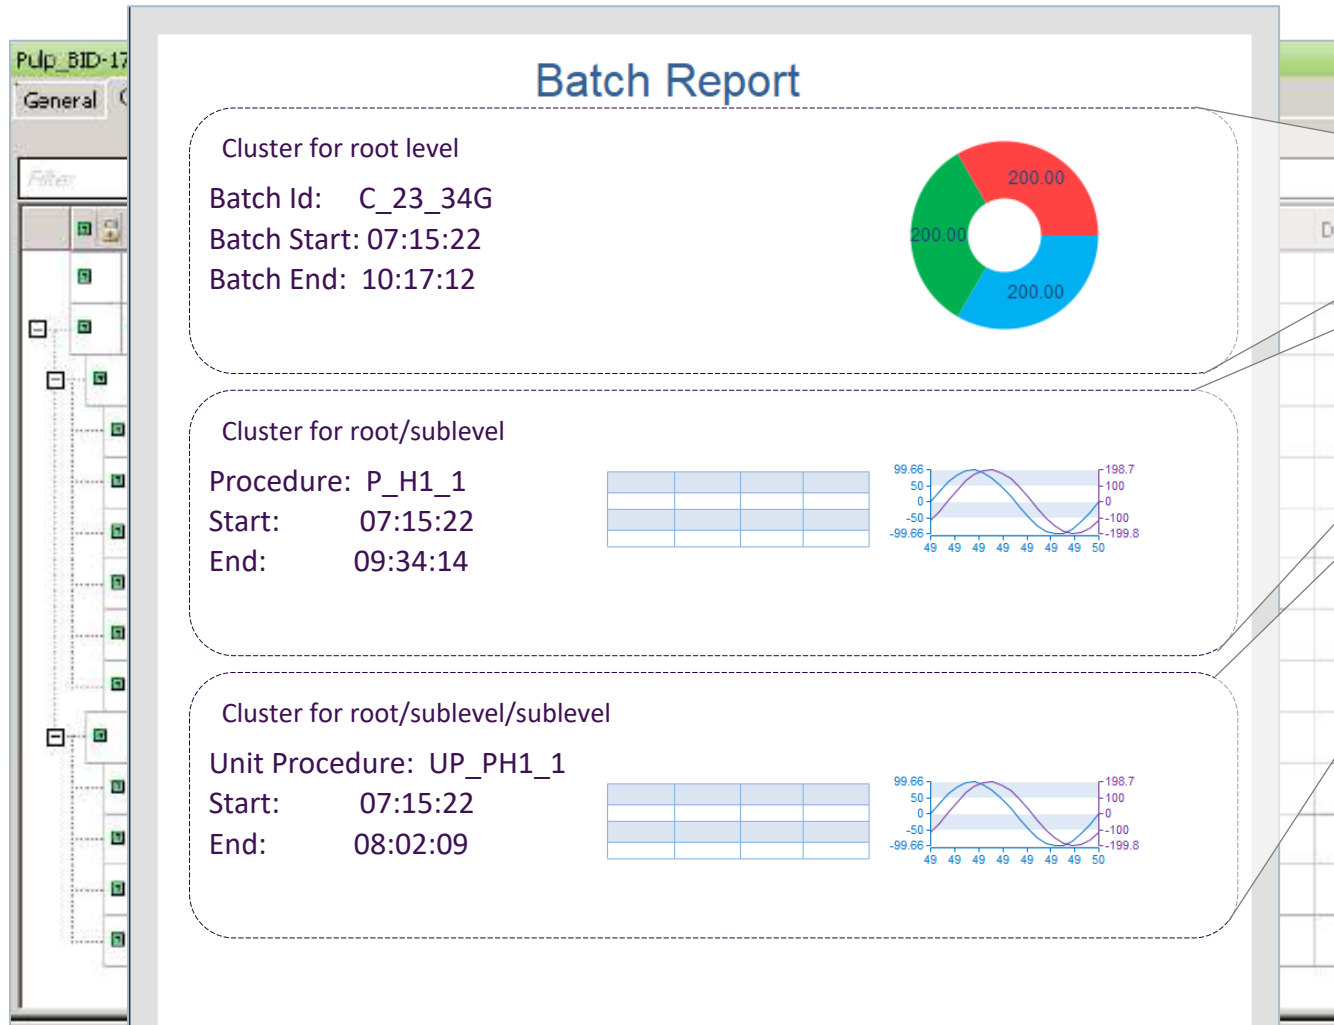 Pulp_BID-17
General
Filter
Batch Report
Cluster for root level
Batch Id: C_23_34G
Batch Start: 07:15:22
Batch End: 10:17:12
200.00
200.00
200.00
Cluster for root/sublevel
Procedure: P_H1_1
Start: 07:15:22
End: 09:34:14
99.66
50
0
-50
-99.66
198.7
100
0
-100
-199.8
49 49 49 49 49 49 49 50
Cluster for root/sublevel/sublevel
Unit Procedure: UP_PH1_1
Start: 07:15:22
End: 08:02:09
99.66
50
0
-50
-99.66
198.7
100
0
-100
-199.8
49 49 49 49 49 49 49 50